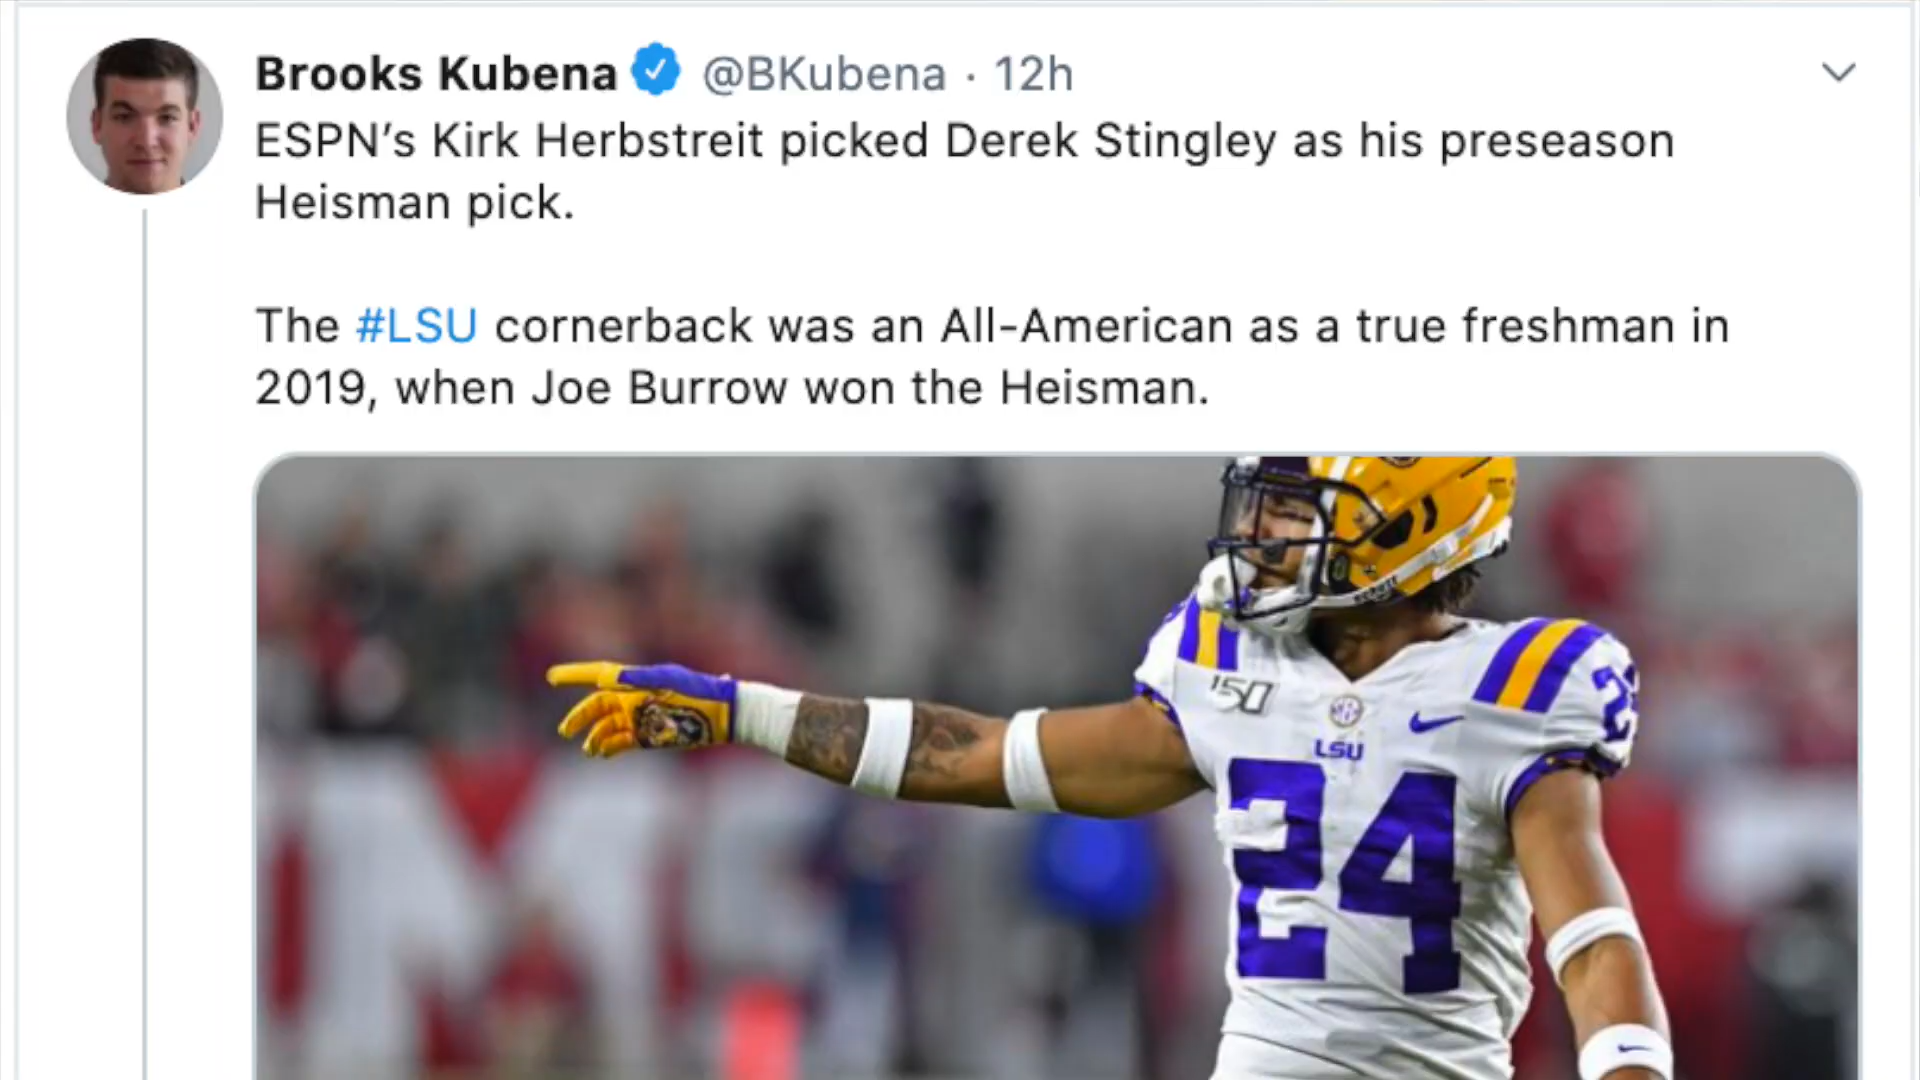 Brooks Kubena @BKubena · 12h
ESPN’s Kirk Herbstreit picked Derek Stingley as his preseason
Heisman pick.
The #LSU cornerback was an All-American as a true freshman in
2019, when Joe Burrow won the Heisman.
150
LSU
24